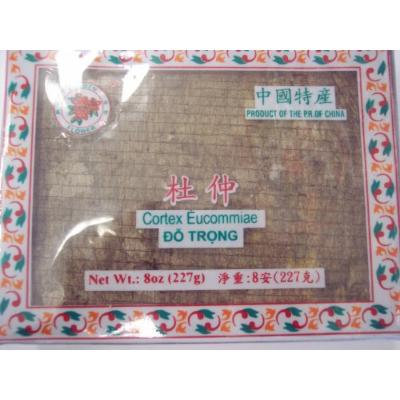 FLOWER
中國特產
PRODUCT OF THE P.R. OF CHINA
杜仲
Cortex Eucommiae
ĐỖ TRỌNG
Net Wt.: 8oz (227g) 淨重:8安(227克)